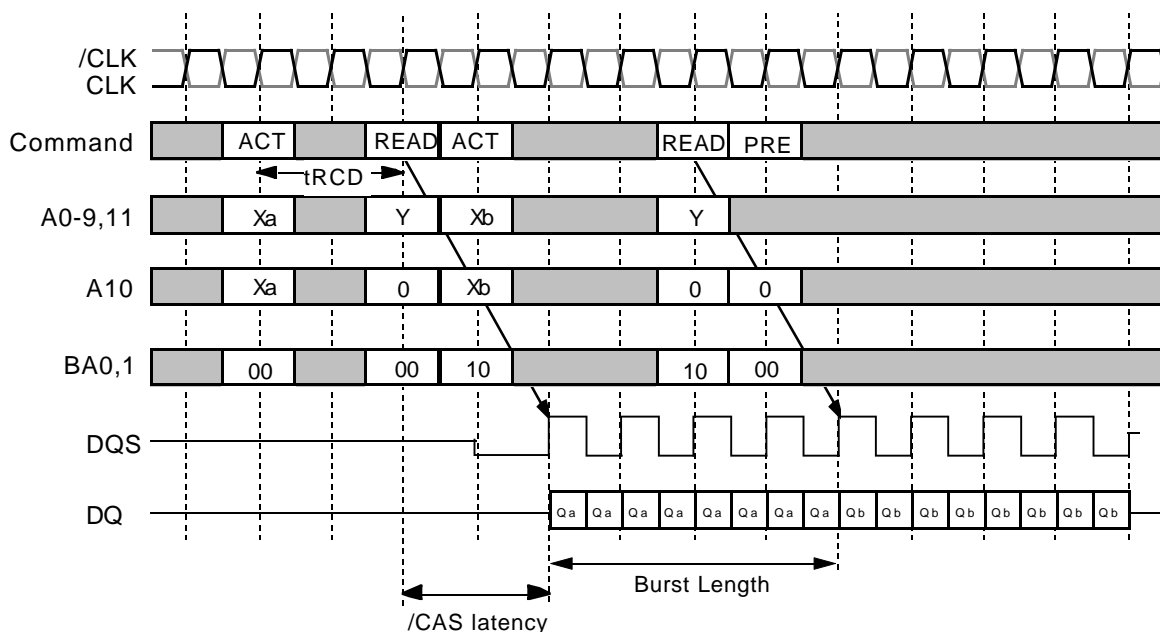 /CLK
CLK
Command ACT READ ACT READ PRE
tRCD
A0-9,11 Xa Y Xb Y
A10 Xa 0 Xb 0 0
BA0,1 00 00 10 10 00
DQS
DQ Qa Qa Qa Qa Qa Qa Qa Qa Qb Qb Qb Qb Qb Qb Qb Qb
Burst Length
/CAS latency